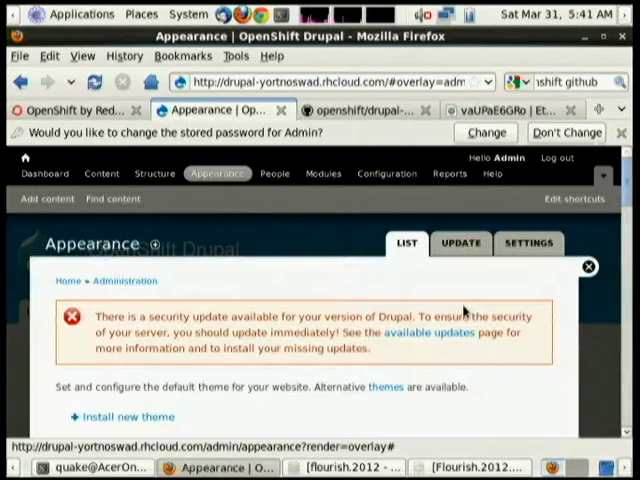 Applications Places System Sat Mar 31, 5:41 AM
Appearance | OpenShift Drupal - Mozilla Firefox
File Edit View History Bookmarks Tools Help
http://drupal-yortnoswad.rhcloud.com/#overlay=adm shift github
OpenShift by Red... Appearance | Op... openshift/drupal-... vaUPaE6GRo | Et...
Would you like to change the stored password for Admin? Change Don't Change
Hello Admin Log out
Dashboard Content Structure Appearance People Modules Configuration Reports Help
Add content Find content Edit shortcuts
OpenShift Drupal
Appearance LIST UPDATE SETTINGS
Home » Administration
There is a security update available for your version of Drupal. To ensure the security
of your server, you should update immediately! See the available updates page for
more information and to install your missing updates.
Set and configure the default theme for your website. Alternative themes are available.
Install new theme
http://drupal-yortnoswad.rhcloud.com/admin/appearance?render=overlay#
quake@AcerOn... Appearance | O... [flourish.2012 - ... [Flourish.2012....